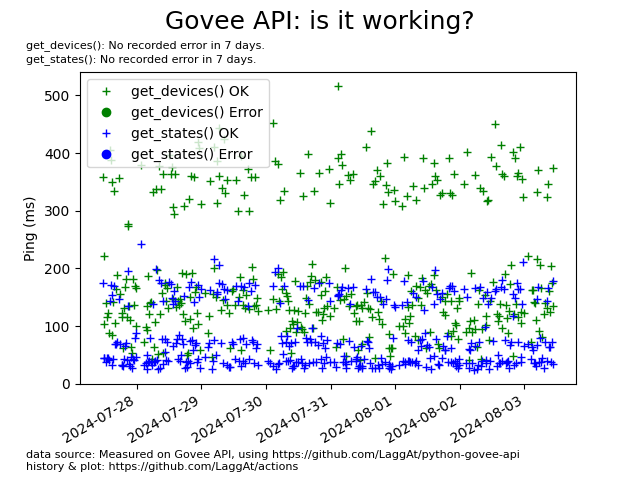 Govee API: is it working?
get_devices(): No recorded error in 7 days.
get_states(): No recorded error in 7 days.
get_devices() OK
get_devices() Error
get_states() OK
get_states() Error
Ping (ms)
500
400
300
200
100
0
2024-07-28
2024-07-29
2024-07-30
2024-07-31
2024-08-01
2024-08-02
2024-08-03
data source: Measured on Govee API, using https://github.com/LaggAt/python-govee-api
history & plot: https://github.com/LaggAt/actions